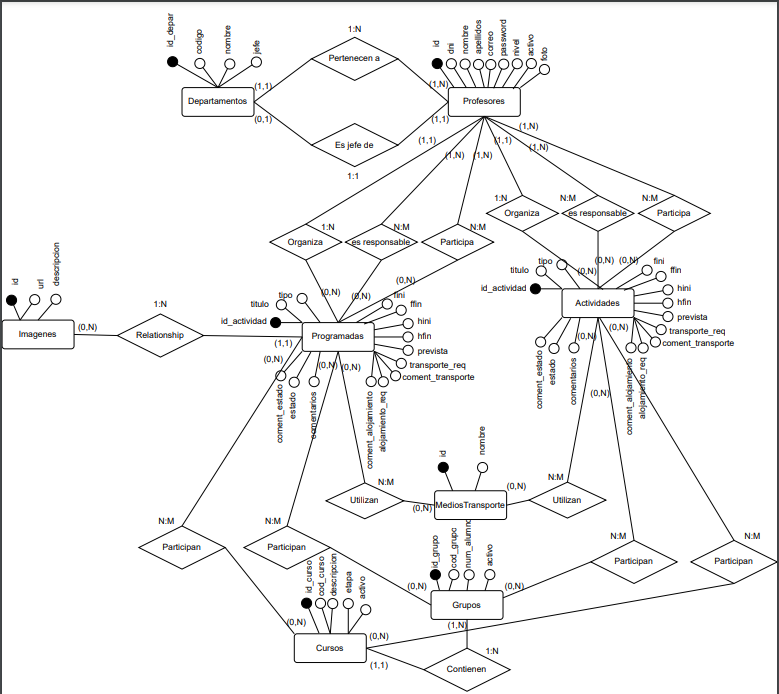 1:N
id_depar
codigo
nombre
jefe
Pertenecen a
id
dni
nombre
apellidos
correo
password
nivel
activo
foto
(1,1)
(1,N)
Departamentos
Profesores
(0,1)
(1,1)
Es jefe de
1:1
(1,1)
(1,N)
(1,N)
(1,1)
(1,N)
(1,N)
1:N
N:M
N:M
Organiza
es responsable
Participa
1:N
N:M
N:M
Organiza
es responsable
Participa
(0,N)
(0,N)
(0,N)
(0,N)
(0,N)
(0,N)
id
url
descripcion
Imagenes
(0,N)
1:N
Relationship
(1,1)
titulo
tipo
id_actividad
Programadas
fini
ffin
hini
hfin
prevista
transporte_req
coment_transporte
coment_estado
estado
comentarios
coment_alojamiento
alojamiento_req
(0,N)
(0,N)
(0,N)
titulo
tipo
id_actividad
Actividades
fini
ffin
hini
hfin
prevista
transporte_req
coment_transporte
coment_estado
estado
comentarios
coment_alojamiento
alojamiento_req
(0,N)
(0,N)
(0,N)
id
nombre
N:M
Utilizan
(0,N)
MediosTransporte
(0,N)
N:M
Utilizan
N:M
Participan
N:M
Participan
N:M
Participan
N:M
Participan
id_grupo
cod_grupo
num_alumno
activo
(0,N)
Grupos
(0,N)
(1,N)
id_curso
cod_curso
descripcion
etapa
activo
(0,N)
Cursos
(0,N)
(1,1)
1:N
Contienen